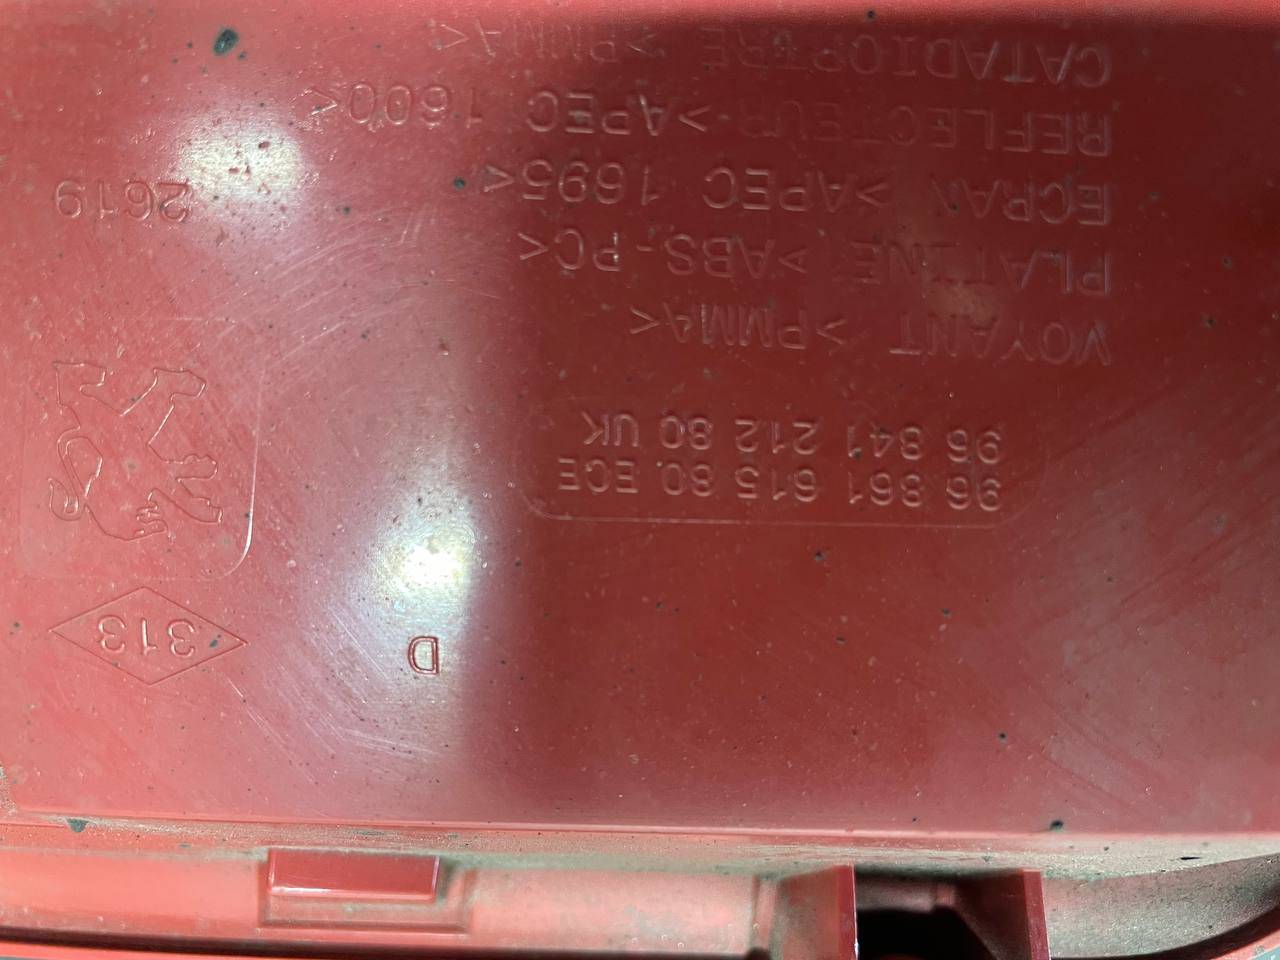 D
313
96 861 615 80 ECE
96 841 212 80 UK
VOYANT >PMMA<
PLATINE >ABS-PC<
ECRAN >APEC 1695<
2619
REFLECTEUR >APEC 1600<
CATADIOPTRE >PMMA<